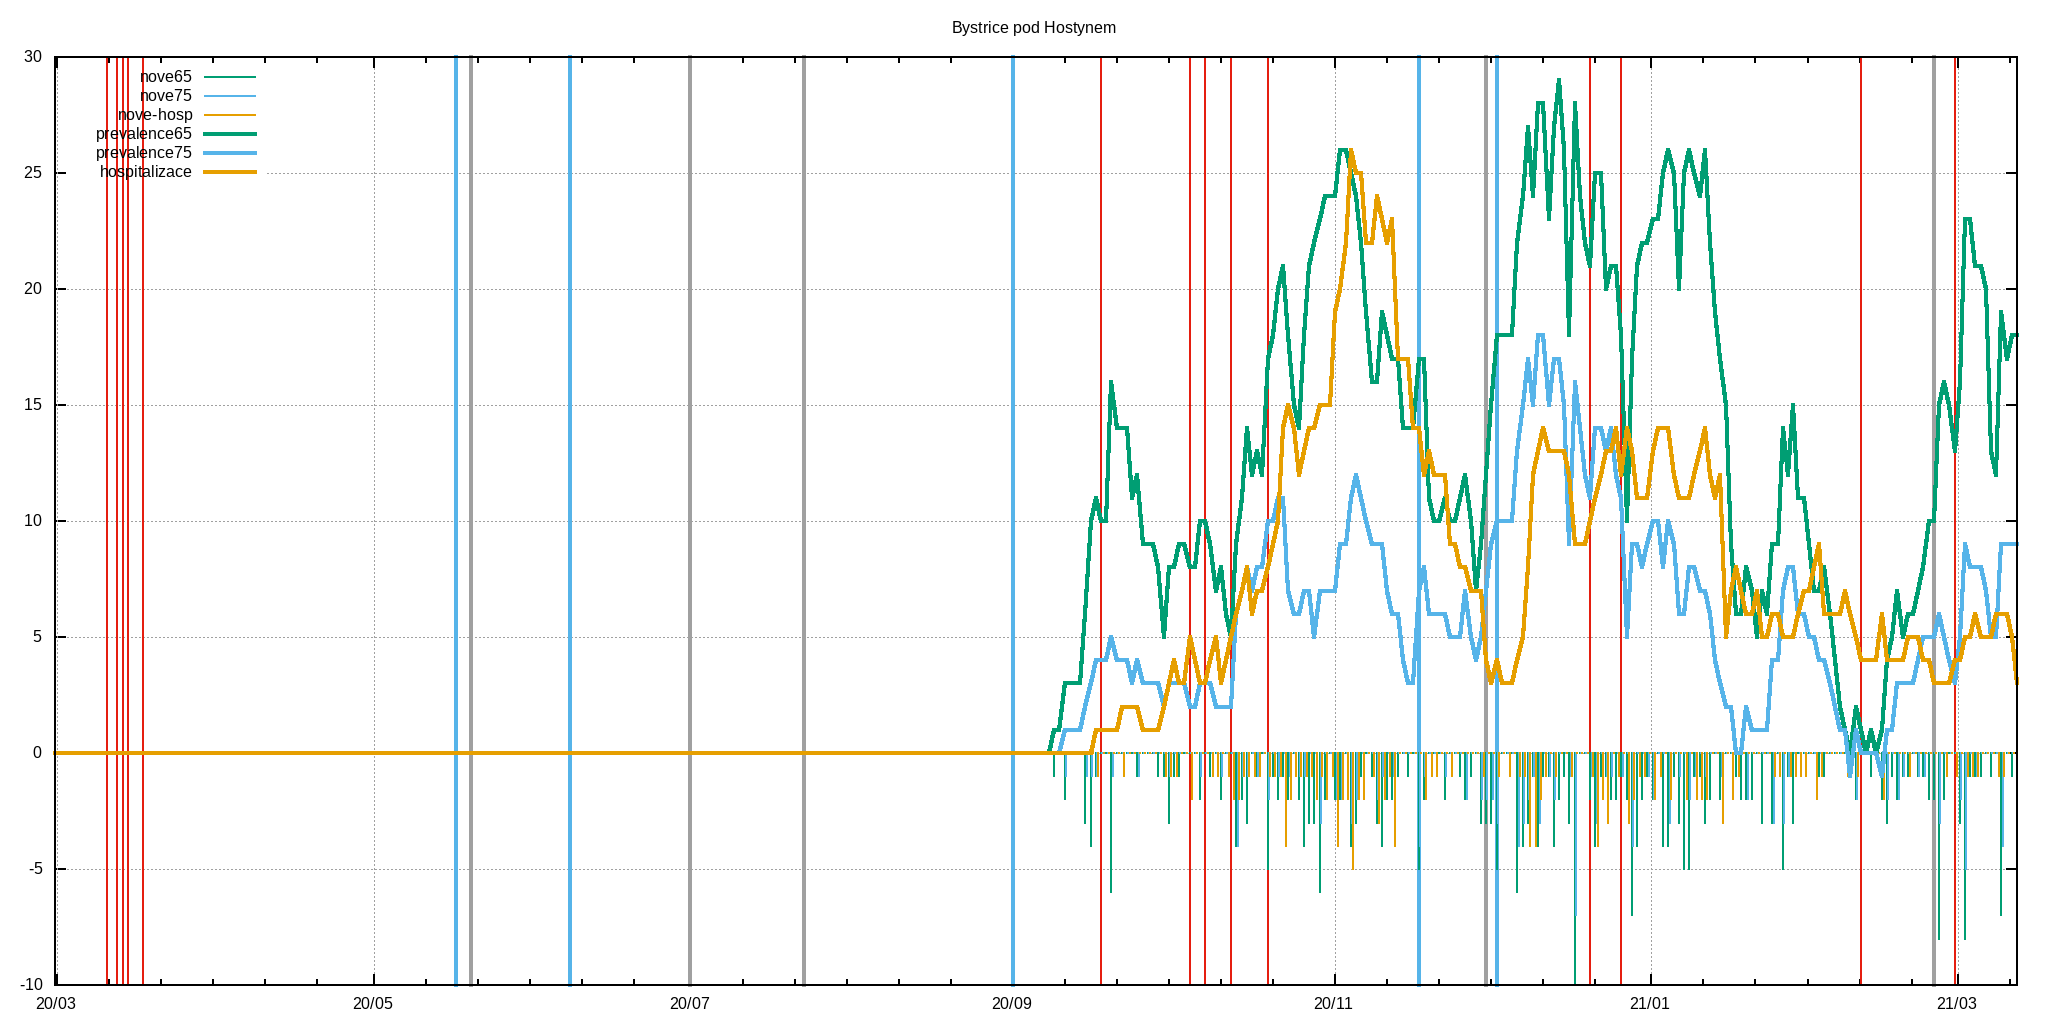 Bystrice pod Hostynem
30
25
20
15
10
5
0
-5
-10
nove65
nove75
nove-hosp
prevalence65
prevalence75
hospitalizace
20/03 20/05 20/07 20/09 20/11 21/01 21/03